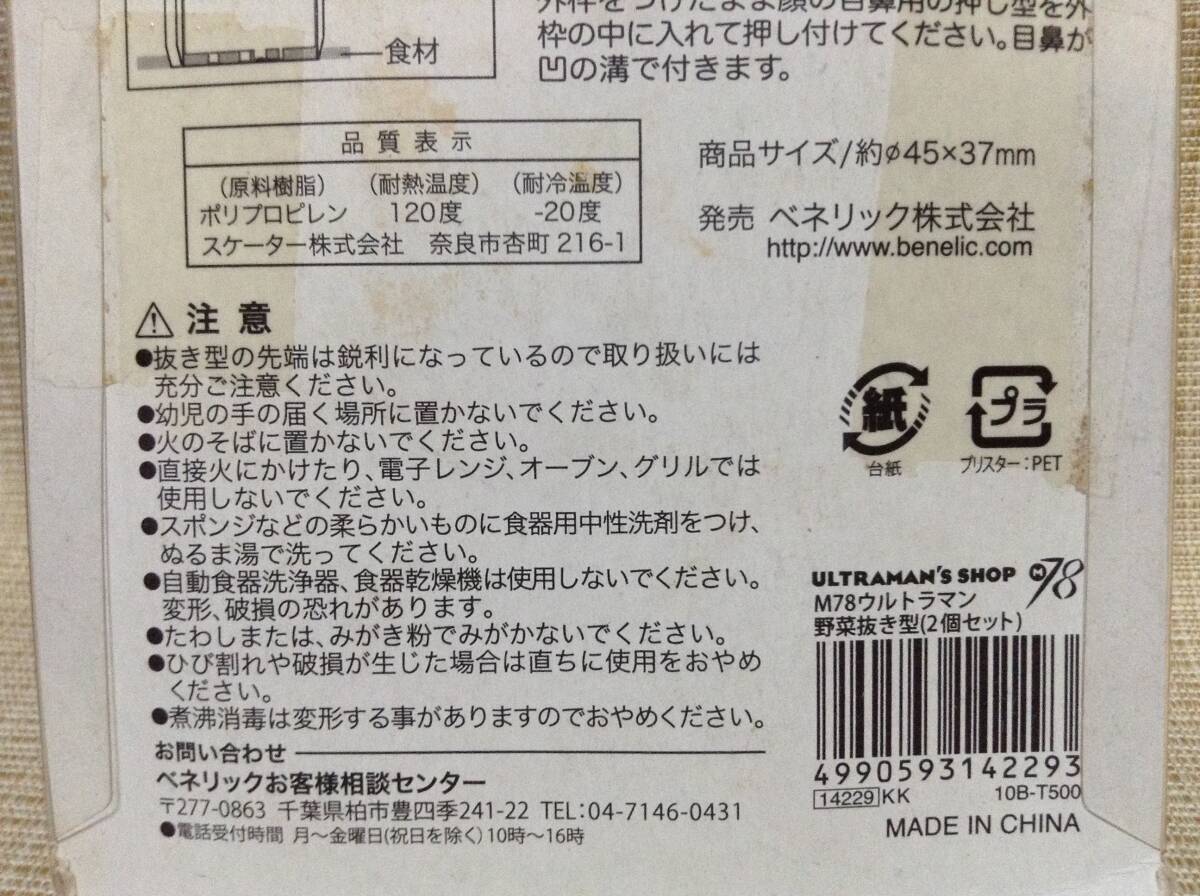 外枠をつけたまま顔の目鼻用の押し型を外
枠の中に入れて押し付けてください。目鼻が
凹の溝で付きます。
食材
品質表示
(原料樹脂) (耐熱温度) (耐冷温度)
ポリプロピレン 120度 -20度
スケーター株式会社 奈良市杏町216-1
商品サイズ/約φ45×37mm
発売 ベネリック株式会社
http://www.benelic.com
注意
●抜き型の先端は鋭利になっているので取り扱いには
充分ご注意ください。
●幼児の手の届く場所に置かないでください。
●火のそばに置かないでください。
●直接火にかけたり、電子レンジ、オーブン、グリルでは
使用しないでください。
●スポンジなどの柔らかいものに食器用中性洗剤をつけ、
ぬるま湯で洗ってください。
●自動食器洗浄器、食器乾燥機は使用しないでください。
変形、破損の恐れがあります。
●たわしまたは、みがき粉でみがかないでください。
●ひび割れや破損が生じた場合は直ちに使用をおやめ
ください。
●煮沸消毒は変形する事がありますのでおやめください。
お問い合わせ
ベネリックお客様相談センター
〒277-0863 千葉県柏市豊四季241-22 TEL:04-7146-0431
●電話受付時間 月~金曜日(祝日を除く)10時~16時
紙
台紙
プラ
ブリスター:PET
ULTRAMAN'S SHOP M78
M78ウルトラマン
野菜抜き型(2個セット)
4990593142293
14229 KK 10B-T500
MADE IN CHINA